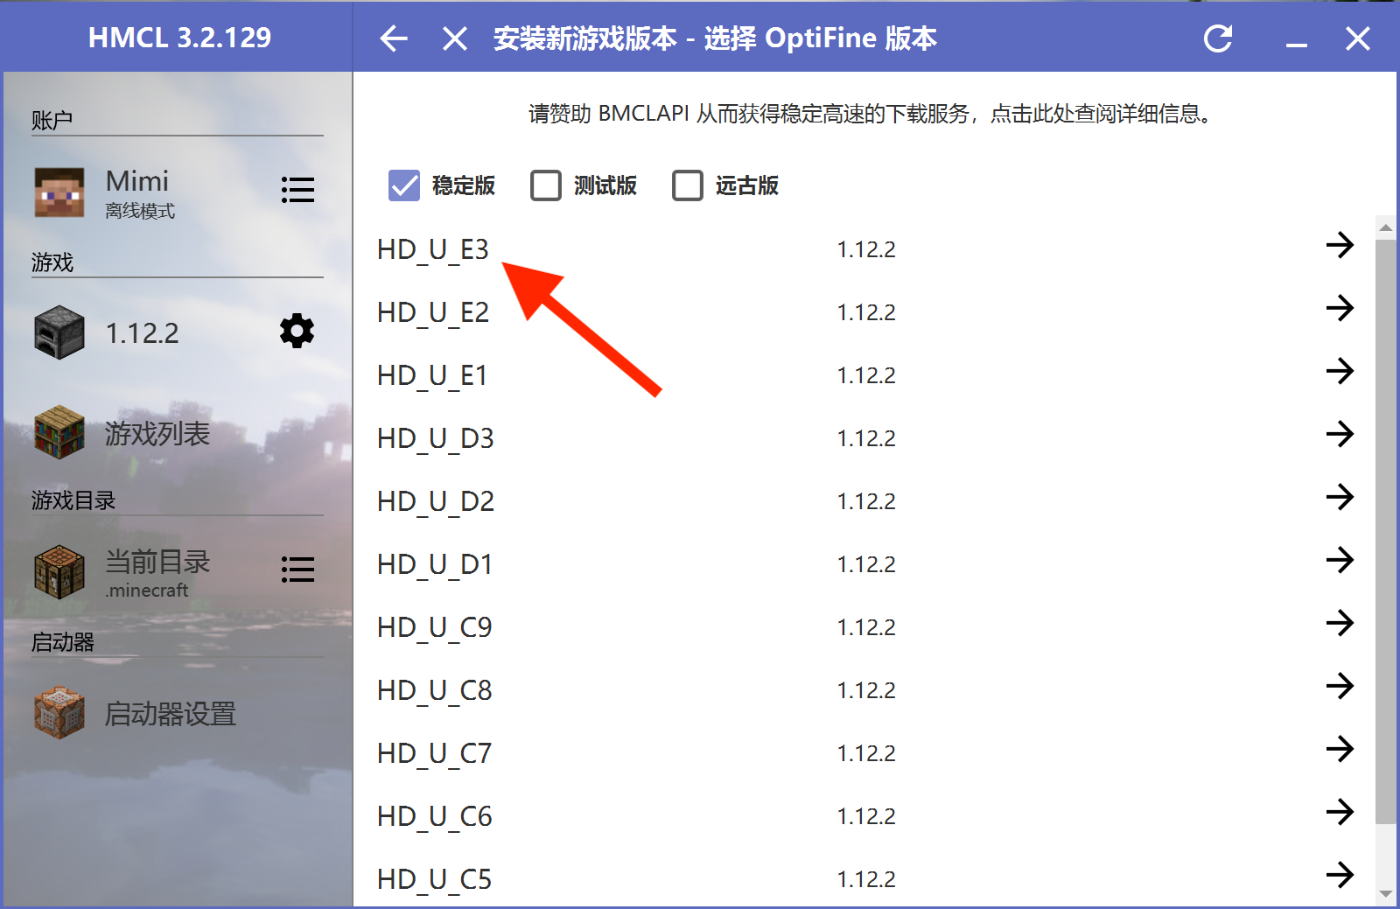 HMCL 3.2.129
安装新游戏版本 - 选择 OptiFine 版本
账户
Mimi
离线模式
游戏
1.12.2
游戏列表
游戏目录
当前目录
.minecraft
启动器
启动器设置
请赞助 BMCLAPI 从而获得稳定高速的下载服务，点击此处查阅详细信息。
稳定版 测试版 远古版
HD_U_E3 1.12.2
HD_U_E2 1.12.2
HD_U_E1 1.12.2
HD_U_D3 1.12.2
HD_U_D2 1.12.2
HD_U_D1 1.12.2
HD_U_C9 1.12.2
HD_U_C8 1.12.2
HD_U_C7 1.12.2
HD_U_C6 1.12.2
HD_U_C5 1.12.2